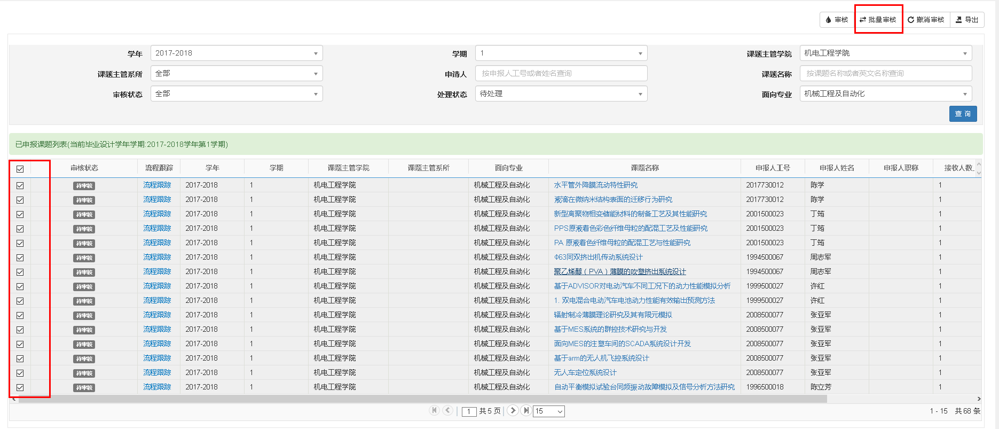 审核 批量审核 撤消审核 导出
学年 2017-2018 学期 1 课题主管学院 机电工程学院
课题主管系所 全部 申请人 按申报人工号或者姓名查询 课题名称 按课题名称或者英文名称查询
审核状态 全部 处理状态 待处理 面向专业 机械工程及自动化
查 询
已申报课题列表(当前毕业设计学年学期:2017-2018学年第1学期)
审核状态 流程跟踪 学年 学期 课题主管学院 课题主管系所 面向专业 课题名称 申报人工号 申报人姓名 申报人职称 接收人数
待审核 流程跟踪 2017-2018 1 机电工程学院 机械工程及自动化 水平管外降膜流动特性研究 2017730012 陈学 1
待审核 流程跟踪 2017-2018 1 机电工程学院 机械工程及自动化 液滴在微纳米结构表面的迁移行为研究 2017730012 陈学 1
待审核 流程跟踪 2017-2018 1 机电工程学院 机械工程及自动化 新型离聚物相变储能材料的制备工艺及其性能研究 2001500023 丁筠 1
待审核 流程跟踪 2017-2018 1 机电工程学院 机械工程及自动化 PPS原液着色彩色纤维母粒的配混工艺及性能研究 2001500023 丁筠 1
待审核 流程跟踪 2017-2018 1 机电工程学院 机械工程及自动化 PA 原液着色纤维母粒的配混工艺与性能研究 2001500023 丁筠 1
待审核 流程跟踪 2017-2018 1 机电工程学院 机械工程及自动化 Φ63同双挤出机传动系统设计 1994500067 周志军 1
待审核 流程跟踪 2017-2018 1 机电工程学院 机械工程及自动化 聚乙烯醇（PVA）薄膜的吹塑挤出系统设计 1994500067 周志军 1
待审核 流程跟踪 2017-2018 1 机电工程学院 机械工程及自动化 基于ADVISOR对电动汽车不同工况下的动力性能模拟分析 1999500027 许红 1
待审核 流程跟踪 2017-2018 1 机电工程学院 机械工程及自动化 1. 双电混合电动汽车电池动力性能有效输出预测方法 1999500027 许红 1
待审核 流程跟踪 2017-2018 1 机电工程学院 机械工程及自动化 辐射制冷薄膜理论研究及其有限元模拟 2008500077 张亚军 1
待审核 流程跟踪 2017-2018 1 机电工程学院 机械工程及自动化 基于MES系统的群控技术研究与开发 2008500077 张亚军 1
待审核 流程跟踪 2017-2018 1 机电工程学院 机械工程及自动化 面向MES的注塑车间的SCADA系统设计开发 2008500077 张亚军 1
待审核 流程跟踪 2017-2018 1 机电工程学院 机械工程及自动化 基于arm的无人机飞控系统设计 2008500077 张亚军 1
待审核 流程跟踪 2017-2018 1 机电工程学院 机械工程及自动化 无人车定位系统设计 2008500077 张亚军 1
待审核 流程跟踪 2017-2018 1 机电工程学院 机械工程及自动化 自动平衡模拟试验台同频振动故障模拟及信号分析方法研究 1996500018 陈立芳 1
1 共 5 页 15 1 - 15 共 68 条